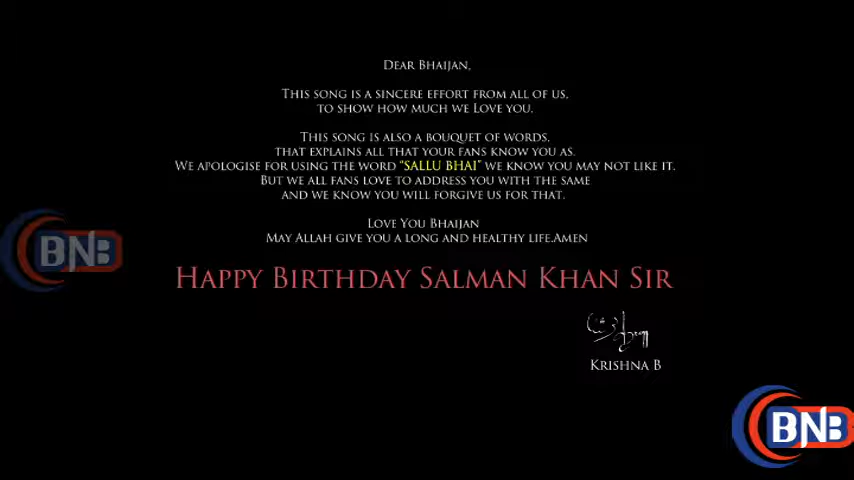 Dear Bhaijan,
This song is a sincere effort from all of us,
to show how much we Love you.
This song is also a bouquet of words,
that explains all that your fans know you as.
We apologise for using the word “SALLU BHAI” we know you may not like it.
But we all fans love to address you with the same
and we know you will forgive us for that.
Love You Bhaijan
May Allah give you a long and healthy life.Amen
Happy Birthday Salman Khan Sir
Krishna B
BNB
BNB